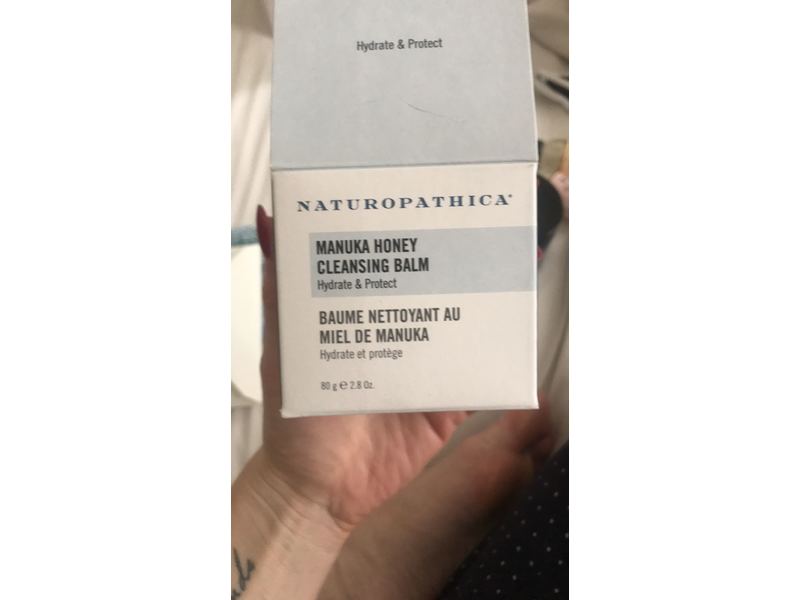 Hydrate & Protect
NATUROPATHICA®
MANUKA HONEY
CLEANSING BALM
Hydrate & Protect
BAUME NETTOYANT AU
MIEL DE MANUKA
Hydrate et protège
80 g ℮ 2.8 Oz.